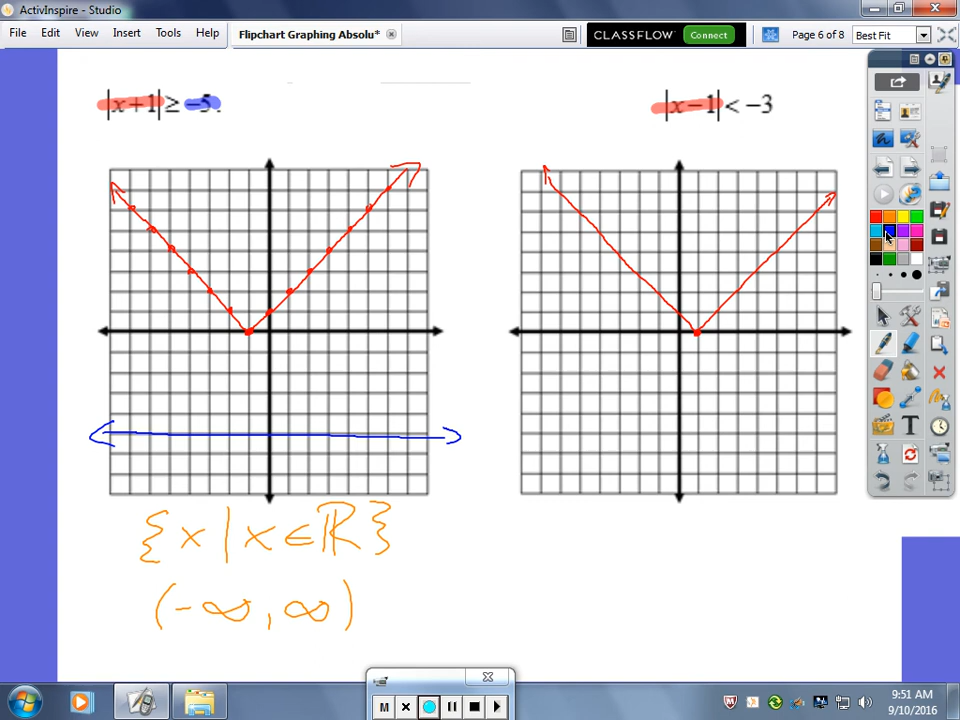 ActivInspire - Studio
File Edit View Insert Tools Help Flipchart Graphing Absolu* CLASSFLOW Connect Page 6 of 8 Best Fit
|x+1| ≥ -5. |x-1| < -3
{x | x ∈ ℝ}
(-∞, ∞)
M
9:51 AM
9/10/2016